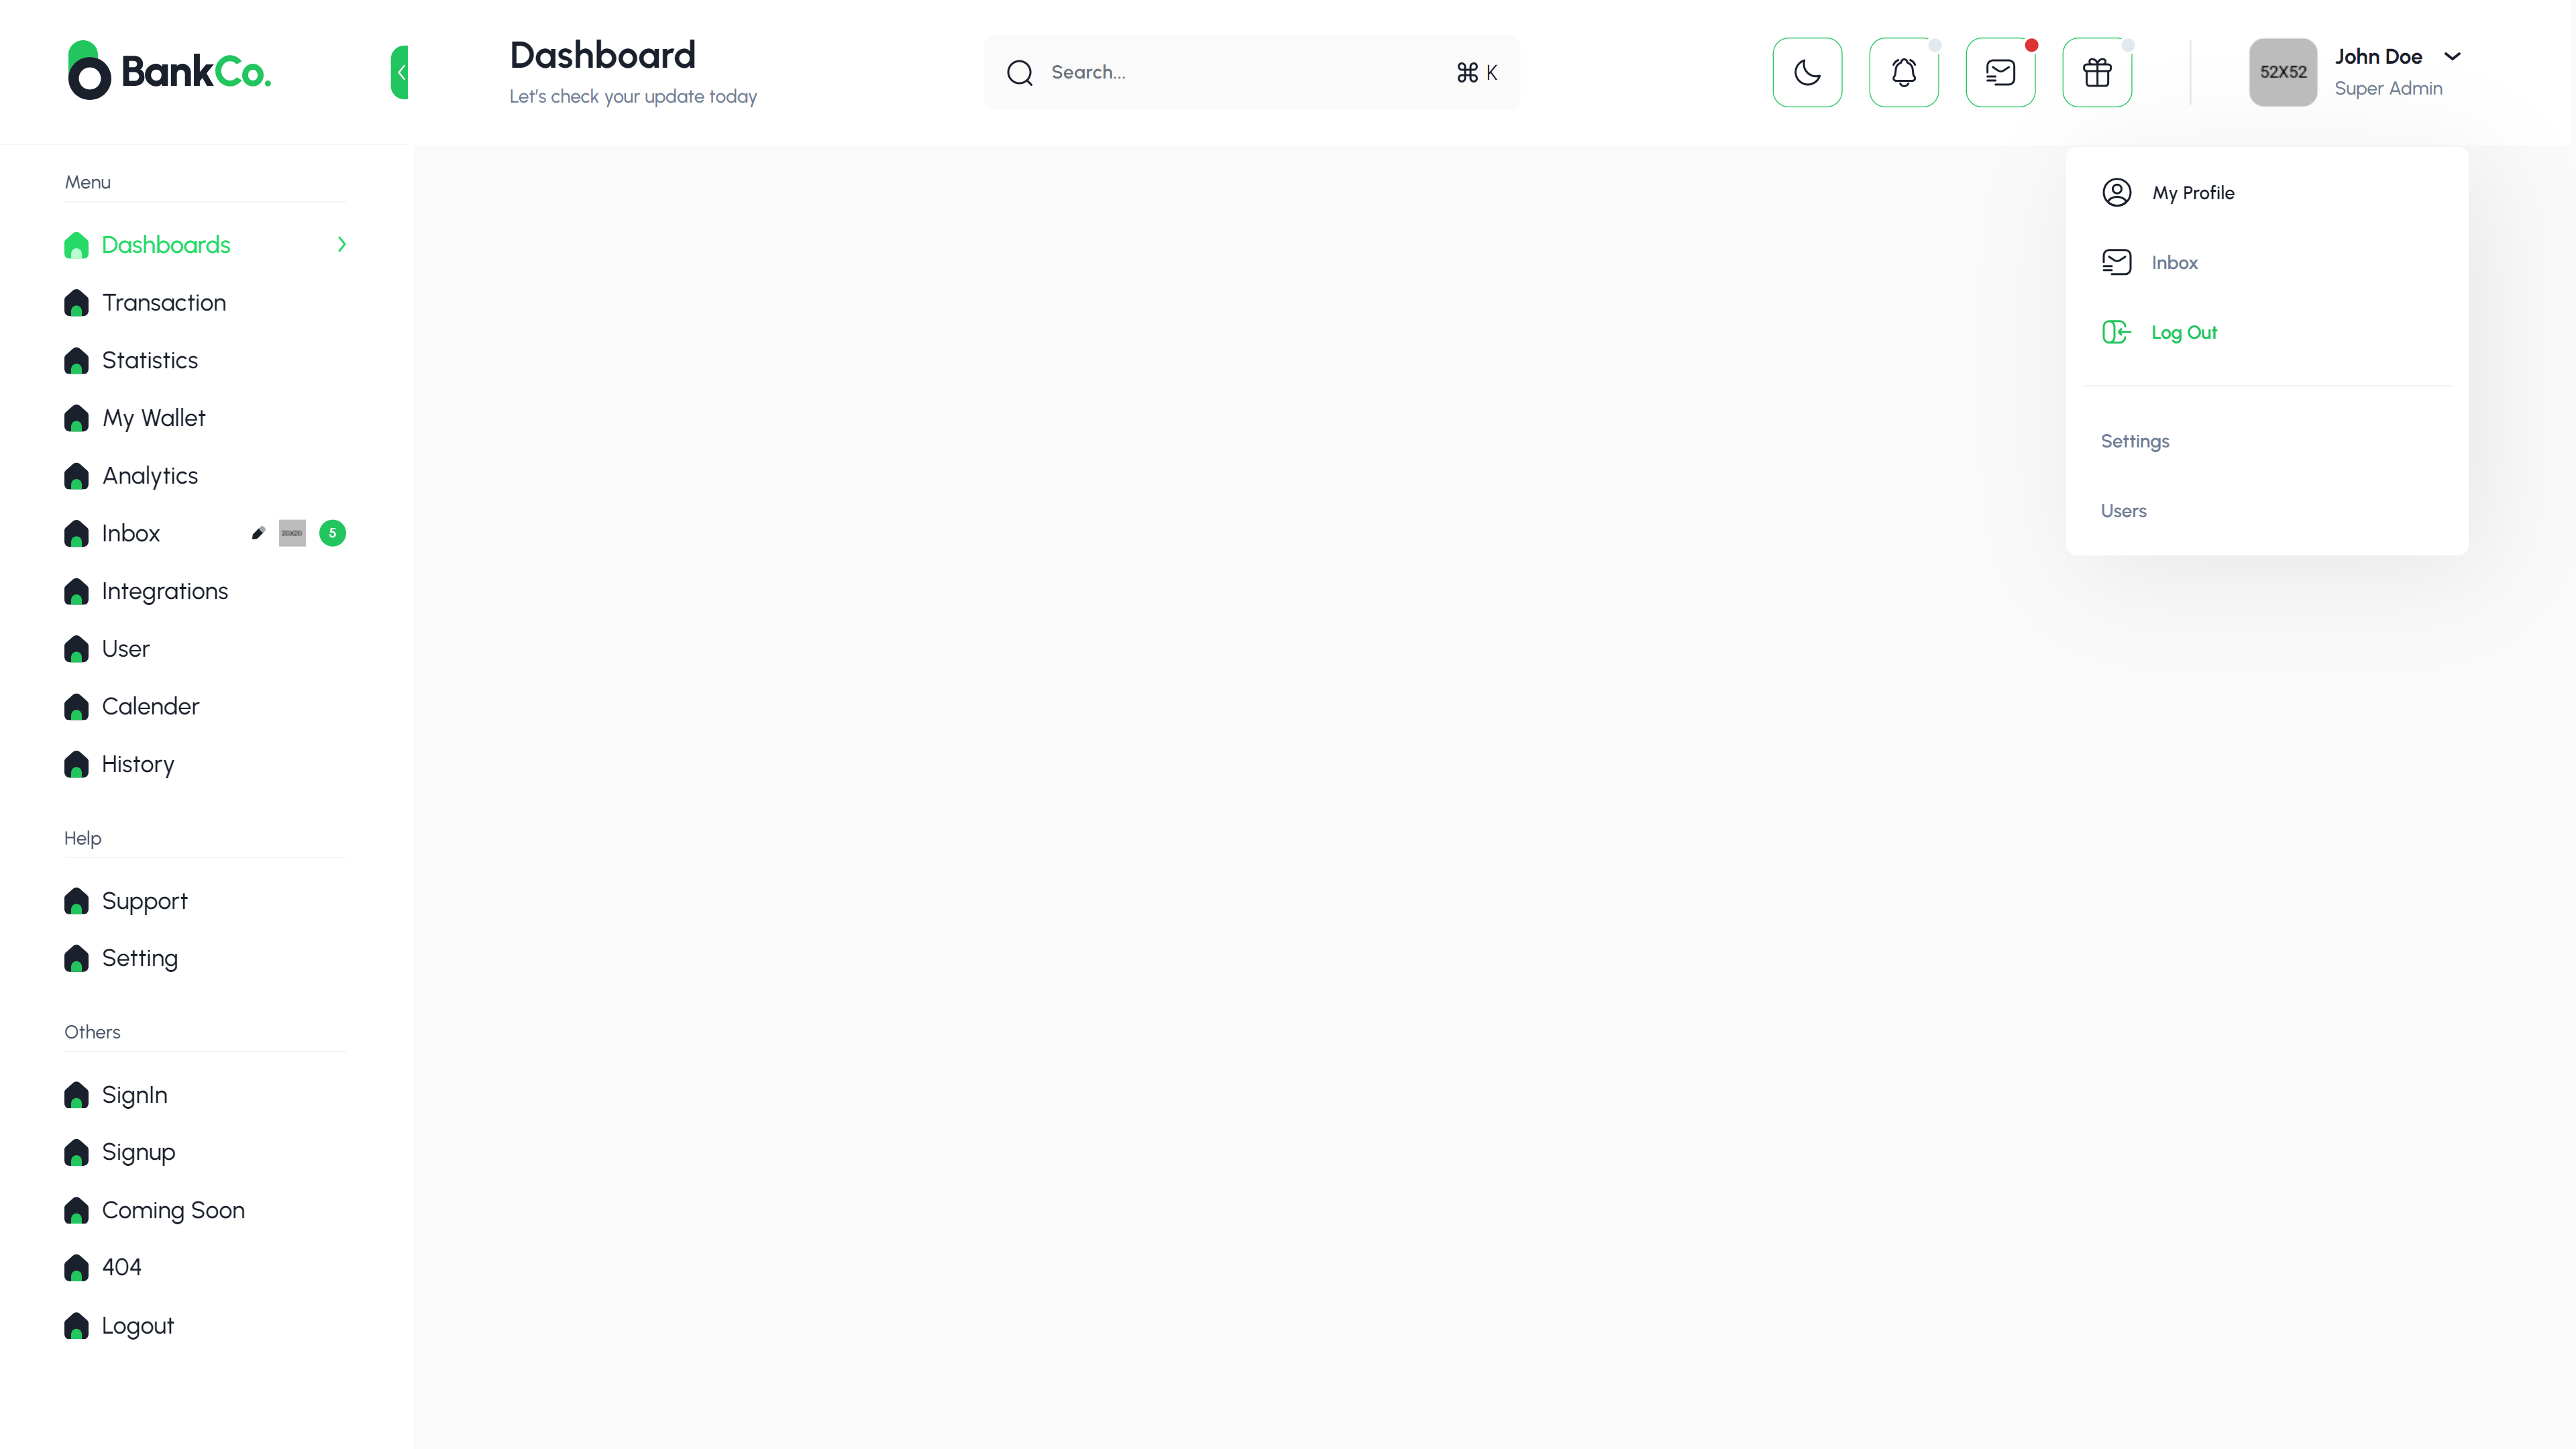 BankCo.
Dashboard
Let's check your update today
Search...
⌘ K
52X52
John Doe
Super Admin
Menu
Dashboards
Transaction
Statistics
My Wallet
Analytics
Inbox
5
Integrations
User
Calender
History
Help
Support
Setting
Others
SignIn
Signup
Coming Soon
404
Logout
My Profile
Inbox
Log Out
Settings
Users